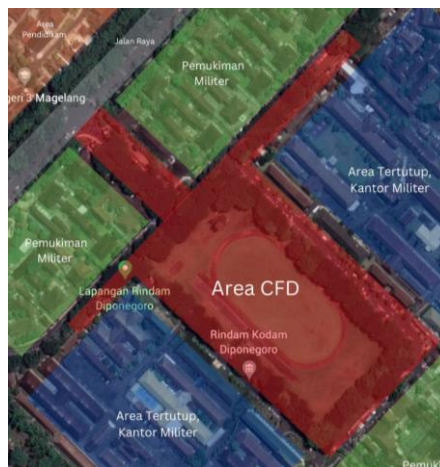 Area
Pendidikan
Jalan Raya
geri 3 Magelang
Pemukiman
Militer
Area Tertutup,
Kantor Militer
Pemukiman
Militer
Lapangan Rindam
Diponegoro
Area CFD
Rindam Kodam
Diponegoro
Area Tertutup,
Kantor Militer
Pemuk